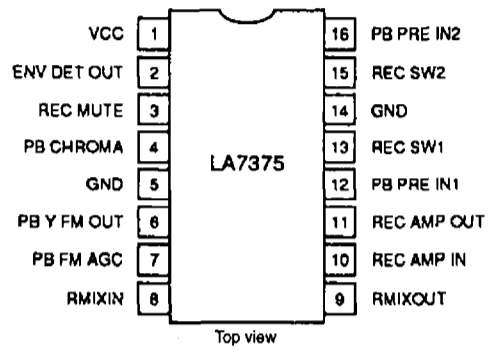 VCC 1 16 PB PRE IN2
ENV DET OUT 2 15 REC SW2
REC MUTE 3 14 GND
PB CHROMA 4 13 REC SW1
LA7375
GND 5 12 PB PRE IN1
PB Y FM OUT 6 11 REC AMP OUT
PB FM AGC 7 10 REC AMP IN
RMIXIN 8 9 RMIXOUT
Top view